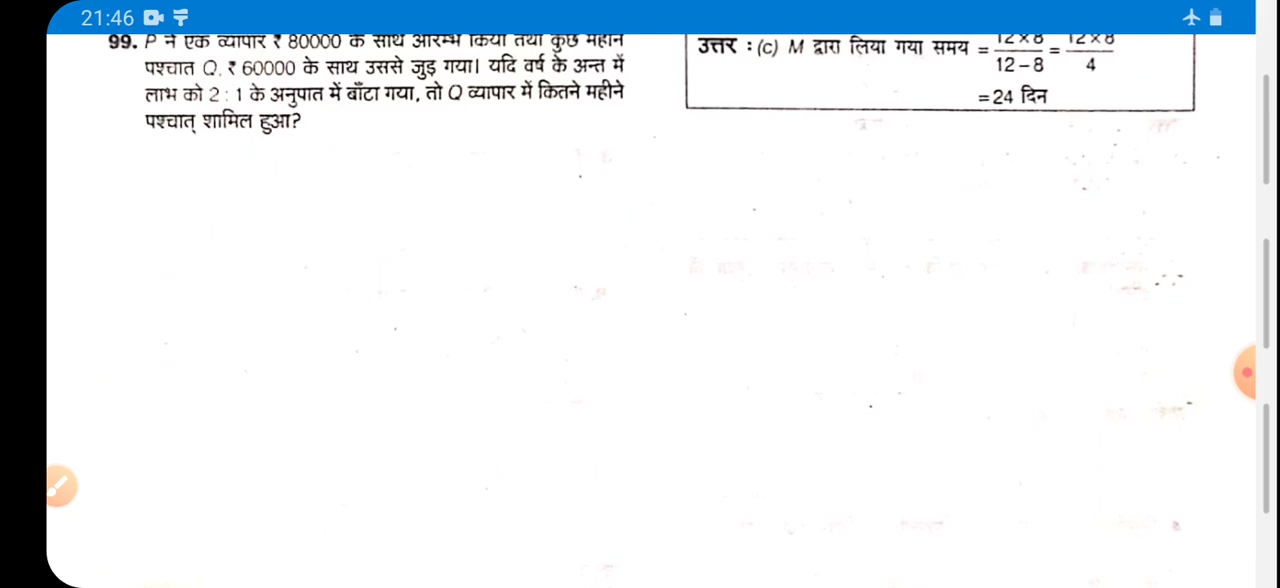 21:46
99. P ने एक व्यापार ₹ 80000 के साथ आरम्भ किया तथा कुछ महीने
पश्चात Q, ₹ 60000 के साथ उससे जुड़ गया। यदि वर्ष के अन्त में
लाभ को 2 : 1 के अनुपात में बाँटा गया, तो Q व्यापार में कितने महीने
पश्चात् शामिल हुआ?
उत्तर : (c) M द्वारा लिया गया समय = 12×8/12−8 = 12×8/4
= 24 दिन